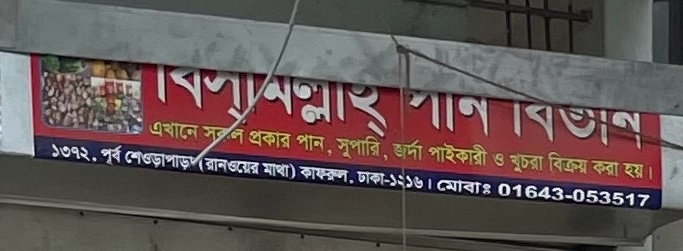 বিসমিল্লাহ্ পান বিতান
এখানে সকল প্রকার পান, সুপারি, জর্দা পাইকারী ও খুচরা বিক্রয় করা হয়।
১৩৭২, পূর্ব শেওড়াপাড়া (রানওয়ের মাথা) কাফরুল, ঢাকা-১২১৬। মোবাঃ 01643-053517